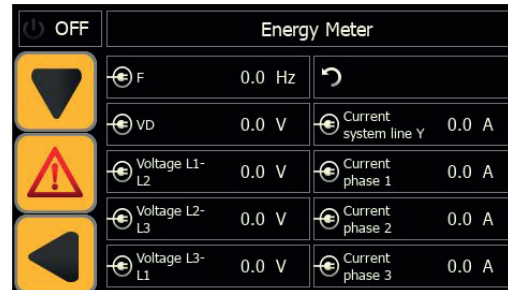 OFF
Energy Meter
F 0.0 Hz
VD 0.0 V
Current
system line Y 0.0 A
Voltage L1-
L2 0.0 V
Current
phase 1 0.0 A
Voltage L2-
L3 0.0 V
Current
phase 2 0.0 A
Voltage L3-
L1 0.0 V
Current
phase 3 0.0 A